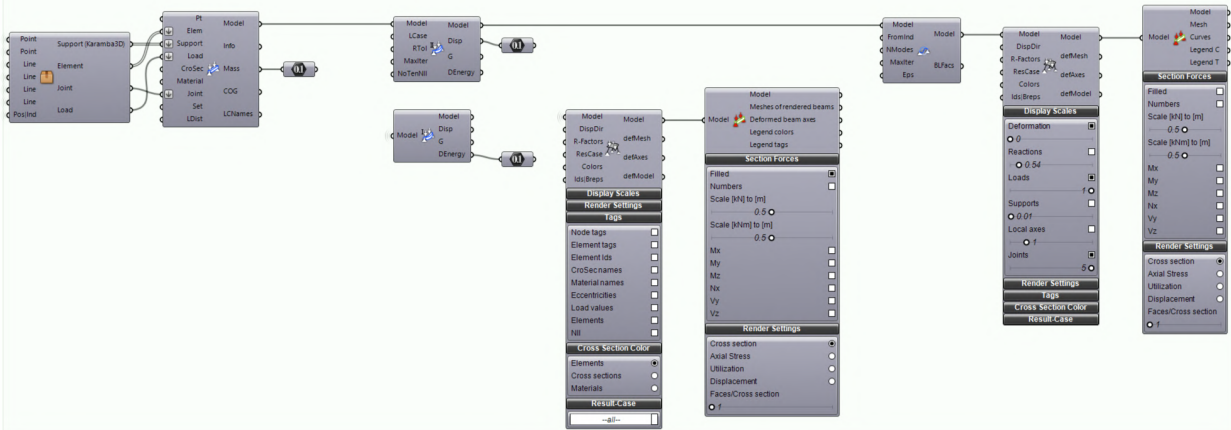 Point
Point
Line
Line
Line
Line
Pos|Ind
Support (Karamba3D)
Element
Joint
Load
Pt
Elem
Support
Load
CroSec
Material
Joint
Set
LDist
Model
Info
Mass
COG
LCNames
Model
LCase
RTol
MaxIter
NoTenNII
Model
Disp
G
DEnergy
Model
Model
Disp
G
DEnergy
Model
DispDir
R-Factors
ResCase
Colors
Ids|Breps
Model
defMesh
defAxes
defModel
Display Scales
Render Settings
Tags
Node tags
Element tags
Element Ids
CroSec names
Material names
Eccentricities
Load values
Elements
NII
Cross Section Color
Elements
Cross sections
Materials
Result-Case
--all--
Model
Model
Meshes of rendered beams
Deformed beam axes
Legend colors
Legend tags
Section Forces
Filled
Numbers
Scale [kN] to [m]
0.5
Scale [kNm] to [m]
0.5
Mx
My
Mz
Nx
Vy
Vz
Render Settings
Cross section
Axial Stress
Utilization
Displacement
Faces/Cross section
1
Model
FromInd
NModes
MaxIter
Eps
Model
BLFacs
Model
DispDir
R-Factors
ResCase
Colors
Ids|Breps
Model
defMesh
defAxes
defModel
Display Scales
Deformation
0
Reactions
0.54
Loads
1
Supports
0.01
Local axes
1
Joints
5
Render Settings
Tags
Cross Section Color
Result-Case
Model
Model
Mesh
Curves
Legend C
Legend T
Section Forces
Filled
Numbers
Scale [kN] to [m]
0.5
Scale [kNm] to [m]
0.5
Mx
My
Mz
Nx
Vy
Vz
Render Settings
Cross section
Axial Stress
Utilization
Displacement
Faces/Cross section
1